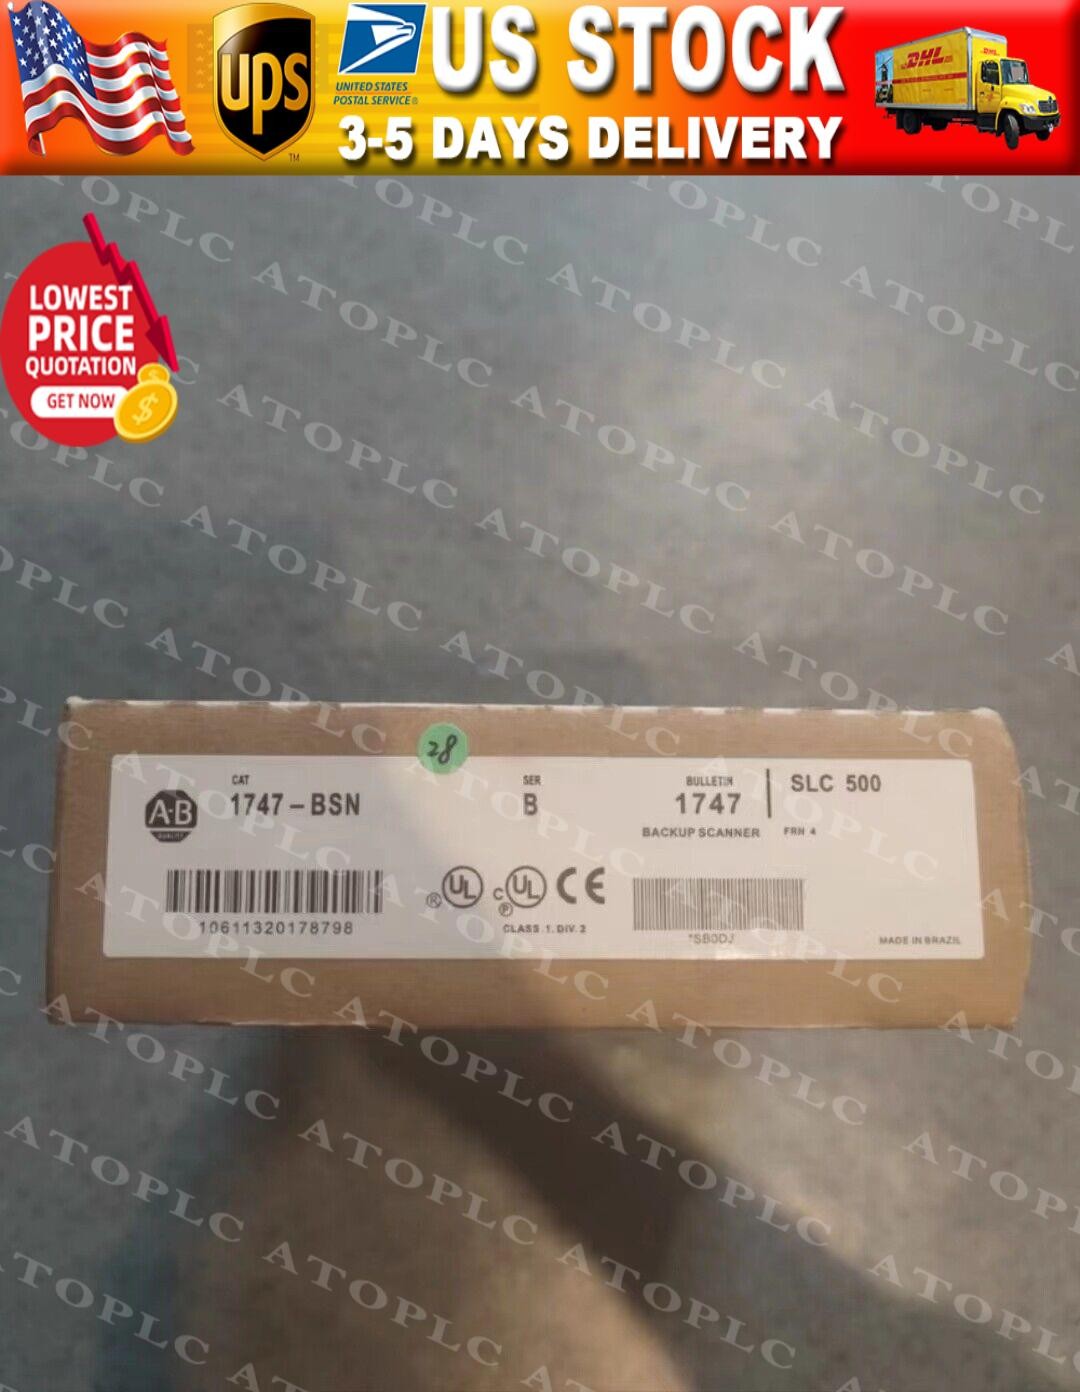 US STOCK
3-5 DAYS DELIVERY
ups
TM
UNITED STATES
POSTAL SERVICE®
DHL
LOWEST
PRICE
QUOTATION
GET NOW
$
ATOPLC
28
CAT
1747-BSN
SER
B
BULLETIN
1747
SLC 500
BACKUP SCANNER
FRN 4
A-B
QUALITY
® UL
C UL
P
CE
CLASS. 1. DIV. 2
10611320178798
*SB0DJ
MADE IN BRAZIL